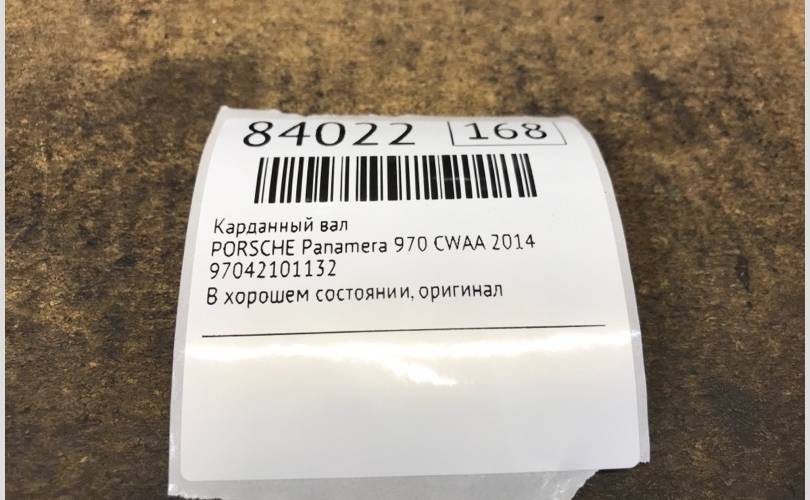 84022 168
Карданный вал
PORSCHE Panamera 970 CWAA 2014
97042101132
В хорошем состоянии, оригинал